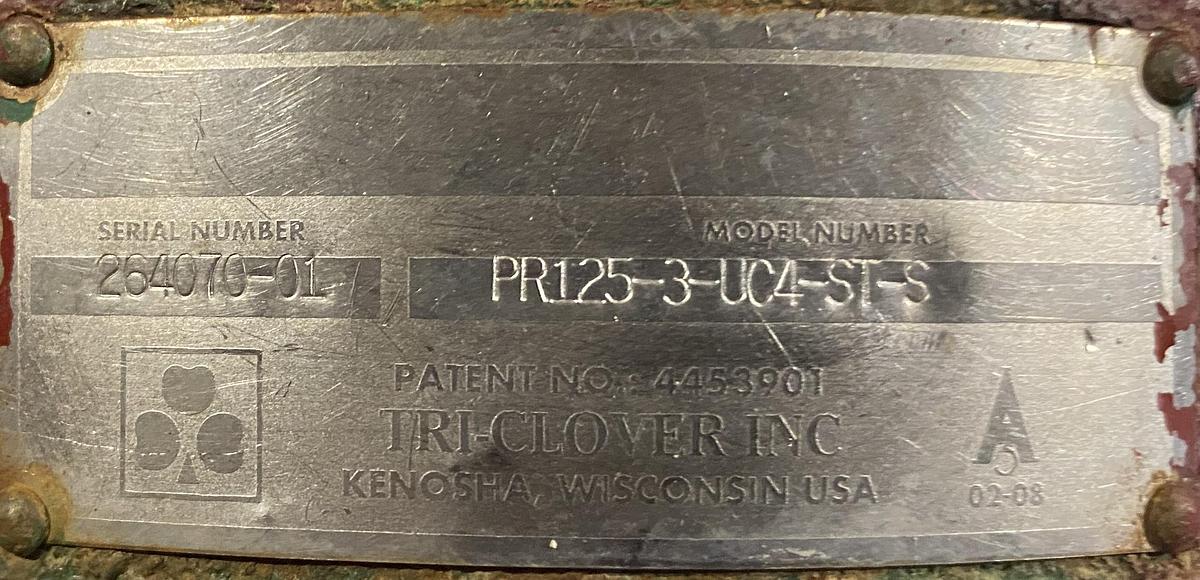 SERIAL NUMBER
264070-01
MODEL NUMBER
PR125-3-UC4-ST-S
PATENT NO.: 4453901
TRI-CLOVER INC
KENOSHA, WISCONSIN USA
3A
02-08